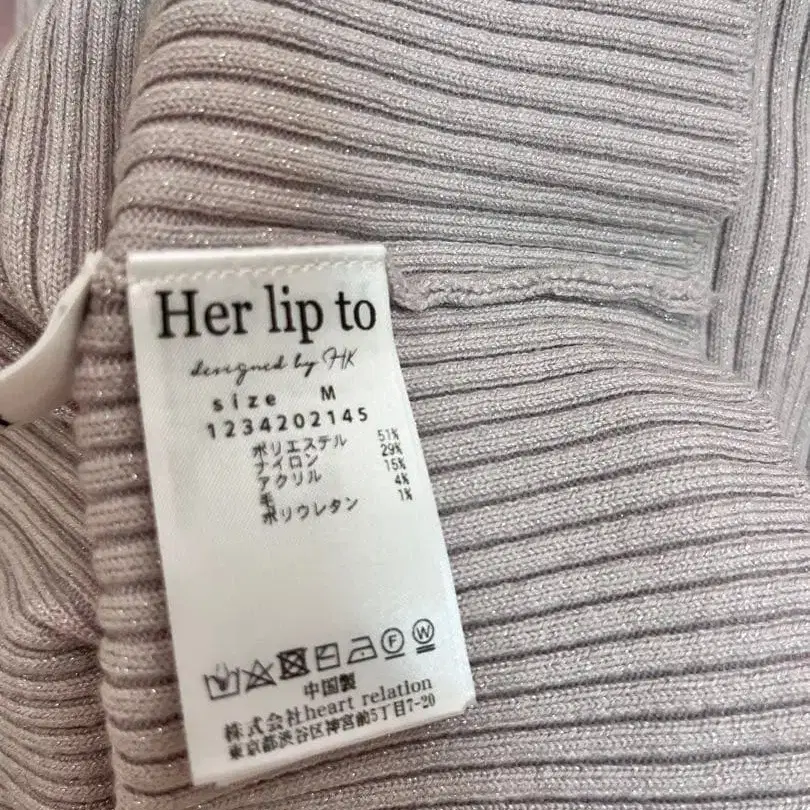 Her lip to
designed by HK
size M
1234202145
ポリエステル 51%
ナイロン 29%
アクリル 15%
毛 4%
ポリウレタン 1%
F W
中国製
株式会社heart relation
東京都渋谷区神宮前5丁目7-20